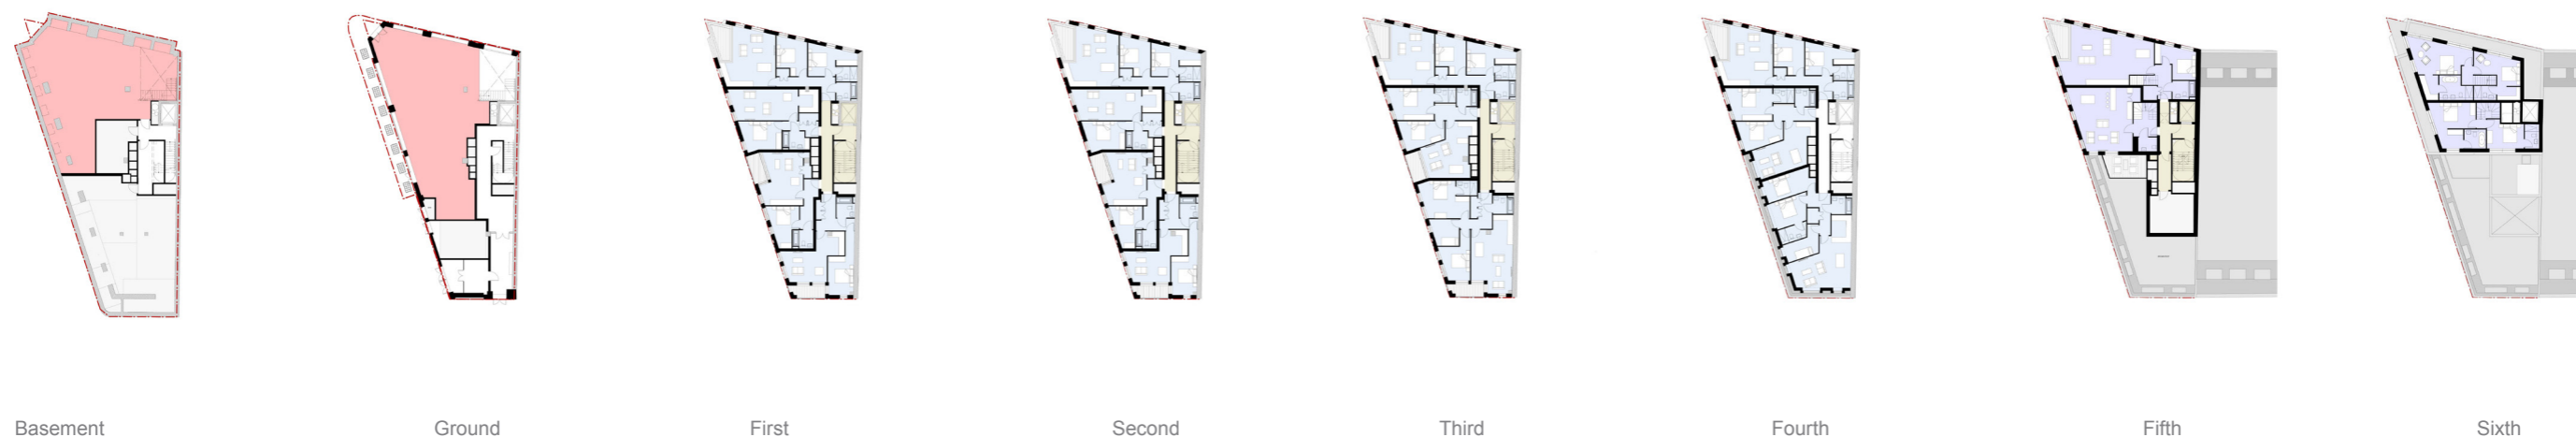 Basement
Ground
First
Second
Third
Fourth
Fifth
Sixth